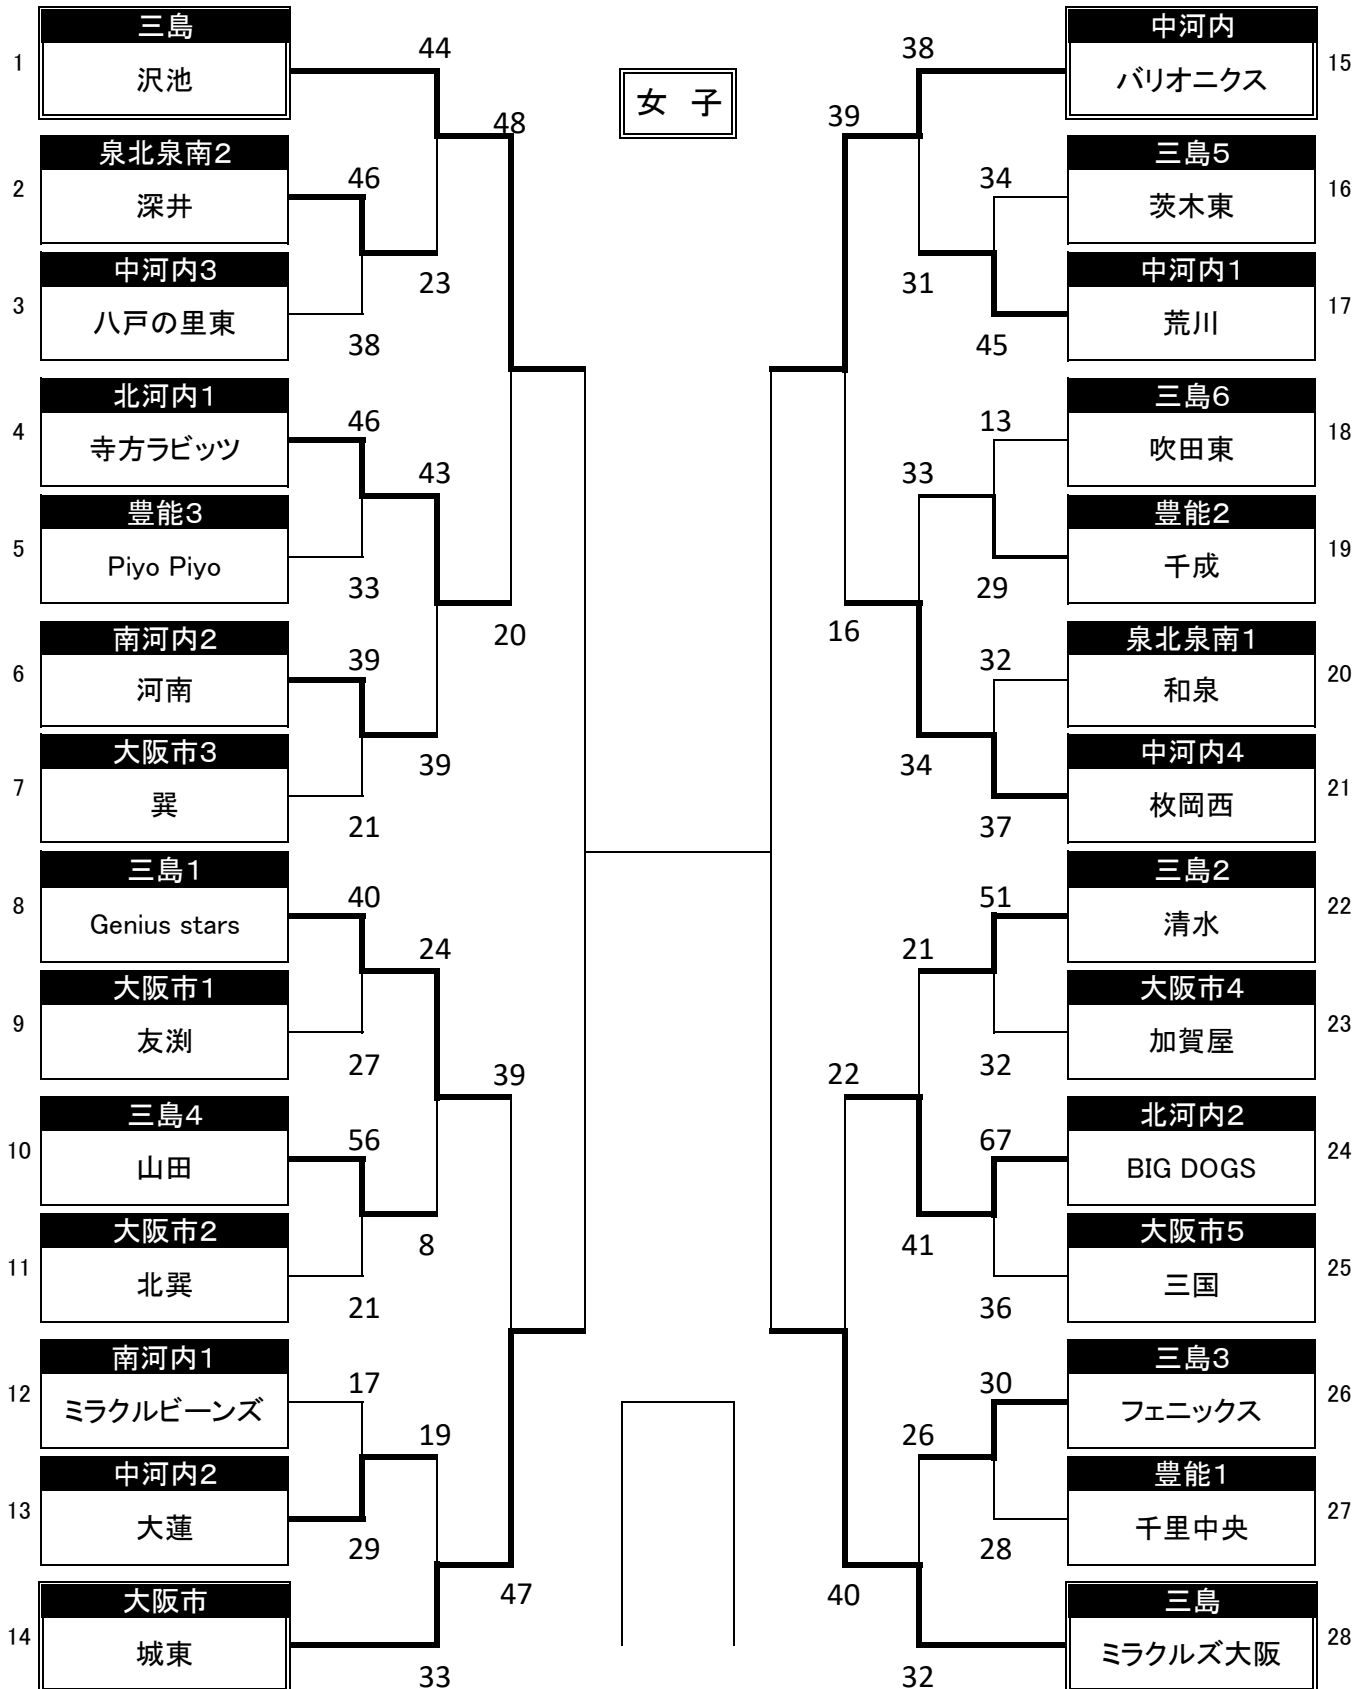 女 子
1
三島
沢池
44
48
2
泉北泉南2
深井
46
23
3
中河内3
八戸の里東
38
4
北河内1
寺方ラビッツ
46
43
5
豊能3
Piyo Piyo
33
20
6
南河内2
河南
39
39
7
大阪市3
巽
21
8
三島1
Genius stars
40
24
9
大阪市1
友渕
27
39
10
三島4
山田
56
8
11
大阪市2
北巽
21
12
南河内1
ミラクルビーンズ
17
19
13
中河内2
大蓮
29
47
14
大阪市
城東
33
38
中河内
バリオニクス
15
39
34
三島5
茨木東
16
31
中河内1
荒川
17
45
13
三島6
吹田東
18
33
豊能2
千成
19
29
16
32
泉北泉南1
和泉
20
34
中河内4
枚岡西
21
37
51
三島2
清水
22
21
大阪市4
加賀屋
23
32
22
67
北河内2
BIG DOGS
24
41
大阪市5
三国
25
36
30
三島3
フェニックス
26
26
豊能1
千里中央
27
28
40
三島
ミラクルズ大阪
28
32